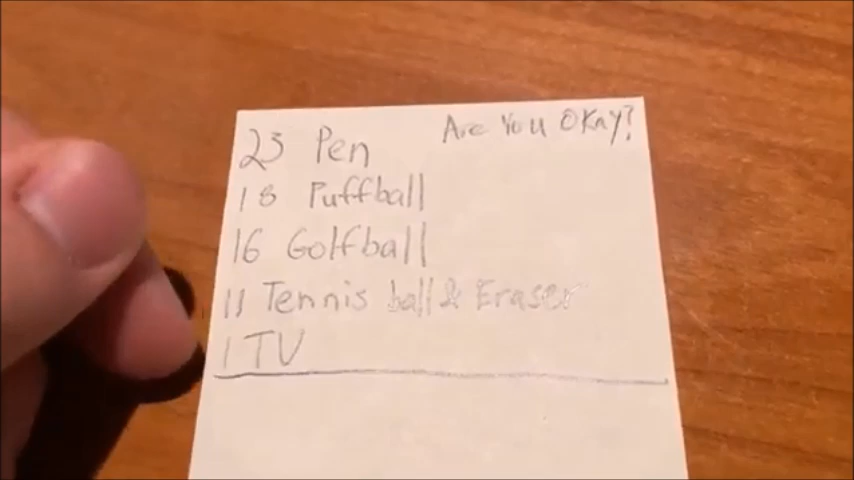 23 Pen Are You Okay?
18 Puffball
16 Golfball
11 Tennis ball & Eraser
1 TV